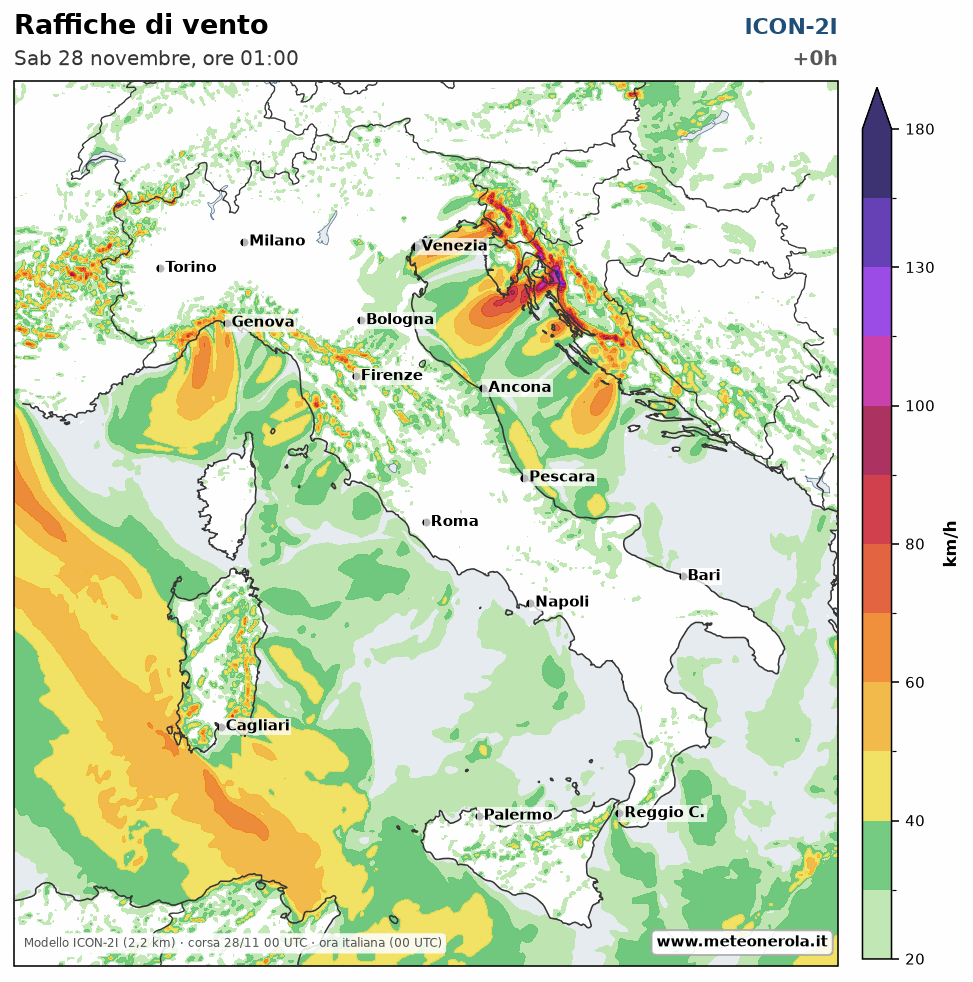 Raffiche di vento
ICON-2I
Sab 28 novembre, ore 01:00
+0h
180
Milano
Venezia
Torino
130
Genova
Bologna
Firenze
Ancona
100
Pescara
Roma
80
km/h
Bari
Napoli
60
Cagliari
Palermo
Reggio C.
40
Modello ICON-2I (2,2 km) · corsa 28/11 00 UTC · ora italiana (00 UTC)
www.meteonerola.it
20